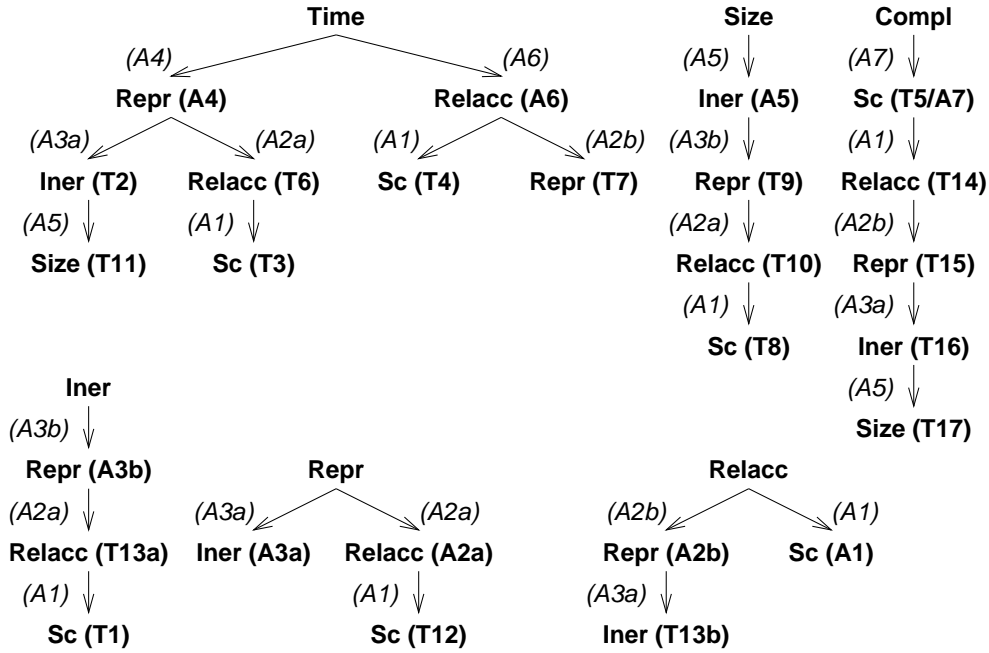 Time Size Compl
(A4) (A6) (A5) (A7)
Repr (A4) Relacc (A6) Iner (A5) Sc (T5/A7)
(A3a) (A2a) (A1) (A2b) (A3b) (A1)
Iner (T2) Relacc (T6) Sc (T4) Repr (T7) Repr (T9) Relacc (T14)
(A5) (A1) (A2a) (A2b)
Size (T11) Sc (T3) Relacc (T10) Repr (T15)
(A1) (A3a)
Sc (T8) Iner (T16)
Iner (A5)
(A3b) Size (T17)
Repr (A3b) Repr Relacc
(A2a) (A3a) (A2a) (A2b) (A1)
Relacc (T13a) Iner (A3a) Relacc (A2a) Repr (A2b) Sc (A1)
(A1) (A1) (A3a)
Sc (T1) Sc (T12) Iner (T13b)